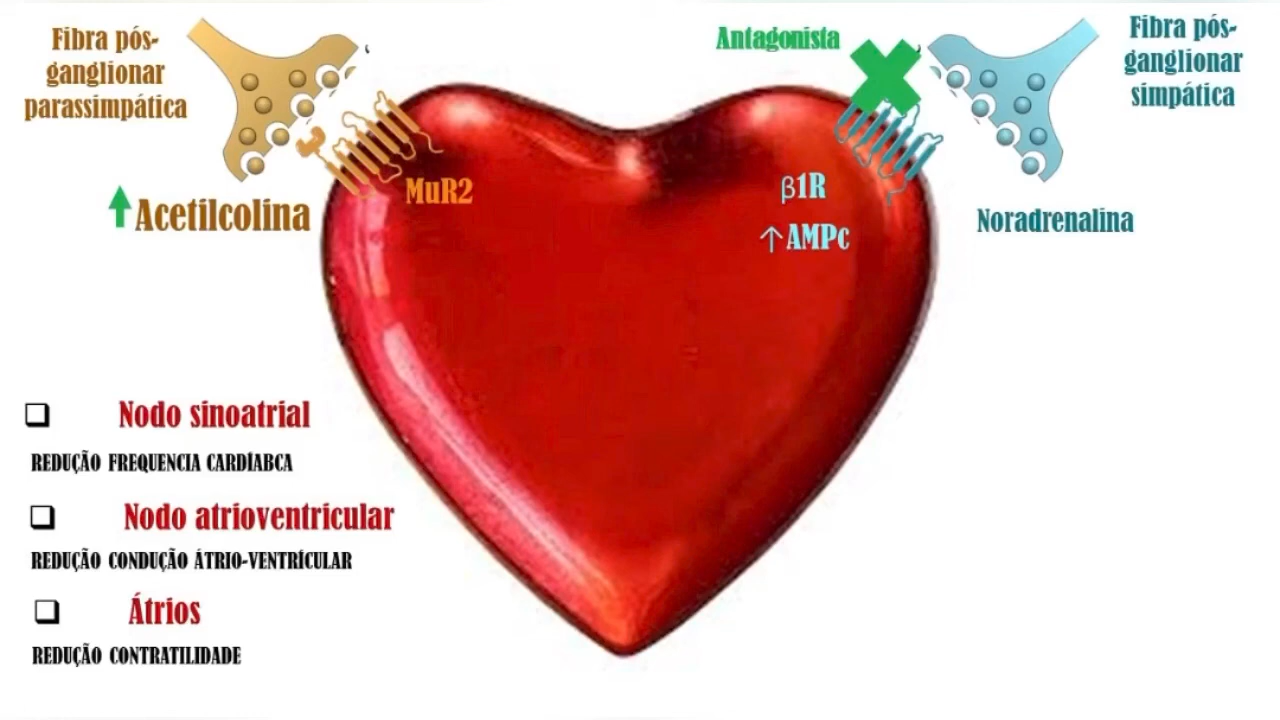 Fibra pós-
ganglionar
parassimpática
Acetilcolina
MuR2
Antagonista
Fibra pós-
ganglionar
simpática
β1R
↑AMPc
Noradrenalina
Nodo sinoatrial
REDUÇÃO FREQUENCIA CARDÍABCA
Nodo atrioventricular
REDUÇÃO CONDUÇÃO ÁTRIO-VENTRÍCULAR
Átrios
REDUÇÃO CONTRATILIDADE